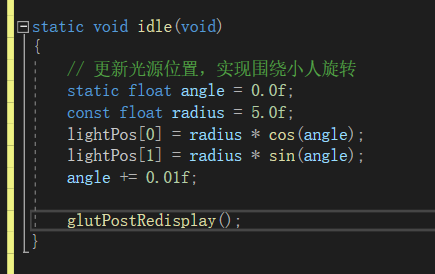 static void idle(void)
{
// 更新光源位置，实现围绕小人旋转
static float angle = 0.0f;
const float radius = 5.0f;
lightPos[0] = radius * cos(angle);
lightPos[1] = radius * sin(angle);
angle += 0.01f;
glutPostRedisplay();
}